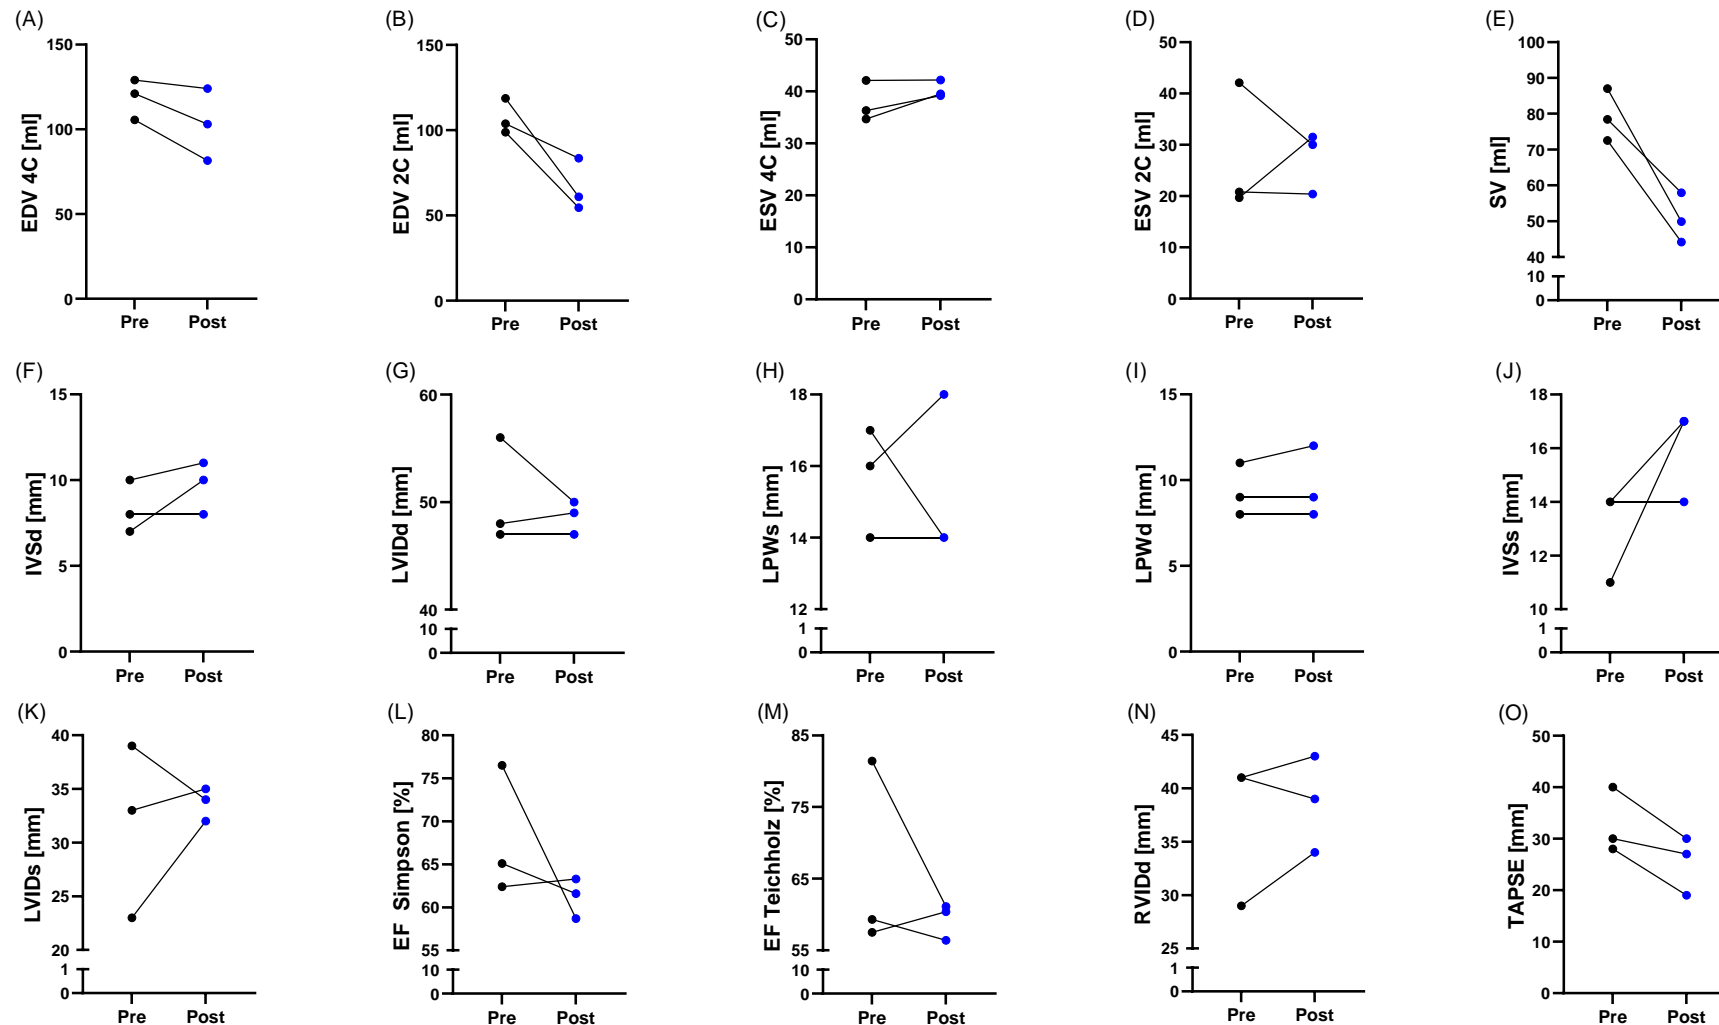 (A)
EDV 4C [ml]
150
100
50
0
Pre Post
(B)
EDV 2C [ml]
150
100
50
0
Pre Post
(C)
ESV 4C [ml]
50
40
30
20
10
0
Pre Post
(D)
ESV 2C [ml]
50
40
30
20
10
0
Pre Post
(E)
SV [ml]
100
90
80
70
60
50
40
10
0
Pre Post
(F)
IVSd [mm]
15
10
5
0
Pre Post
(G)
LVIDd [mm]
60
50
40
10
0
Pre Post
(H)
LPWs [mm]
18
16
14
12
1
0
Pre Post
(I)
LPWd [mm]
15
10
5
0
Pre Post
(J)
IVSs [mm]
18
16
14
12
10
1
0
Pre Post
(K)
LVIDs [mm]
40
35
30
25
20
1
0
Pre Post
(L)
EF Simpson [%]
80
75
70
65
60
55
10
0
Pre Post
(M)
EF Teichholz [%]
85
75
65
55
10
0
Pre Post
(N)
RVIDd [mm]
45
40
35
30
25
1
0
Pre Post
(O)
TAPSE [mm]
50
40
30
20
10
0
Pre Post